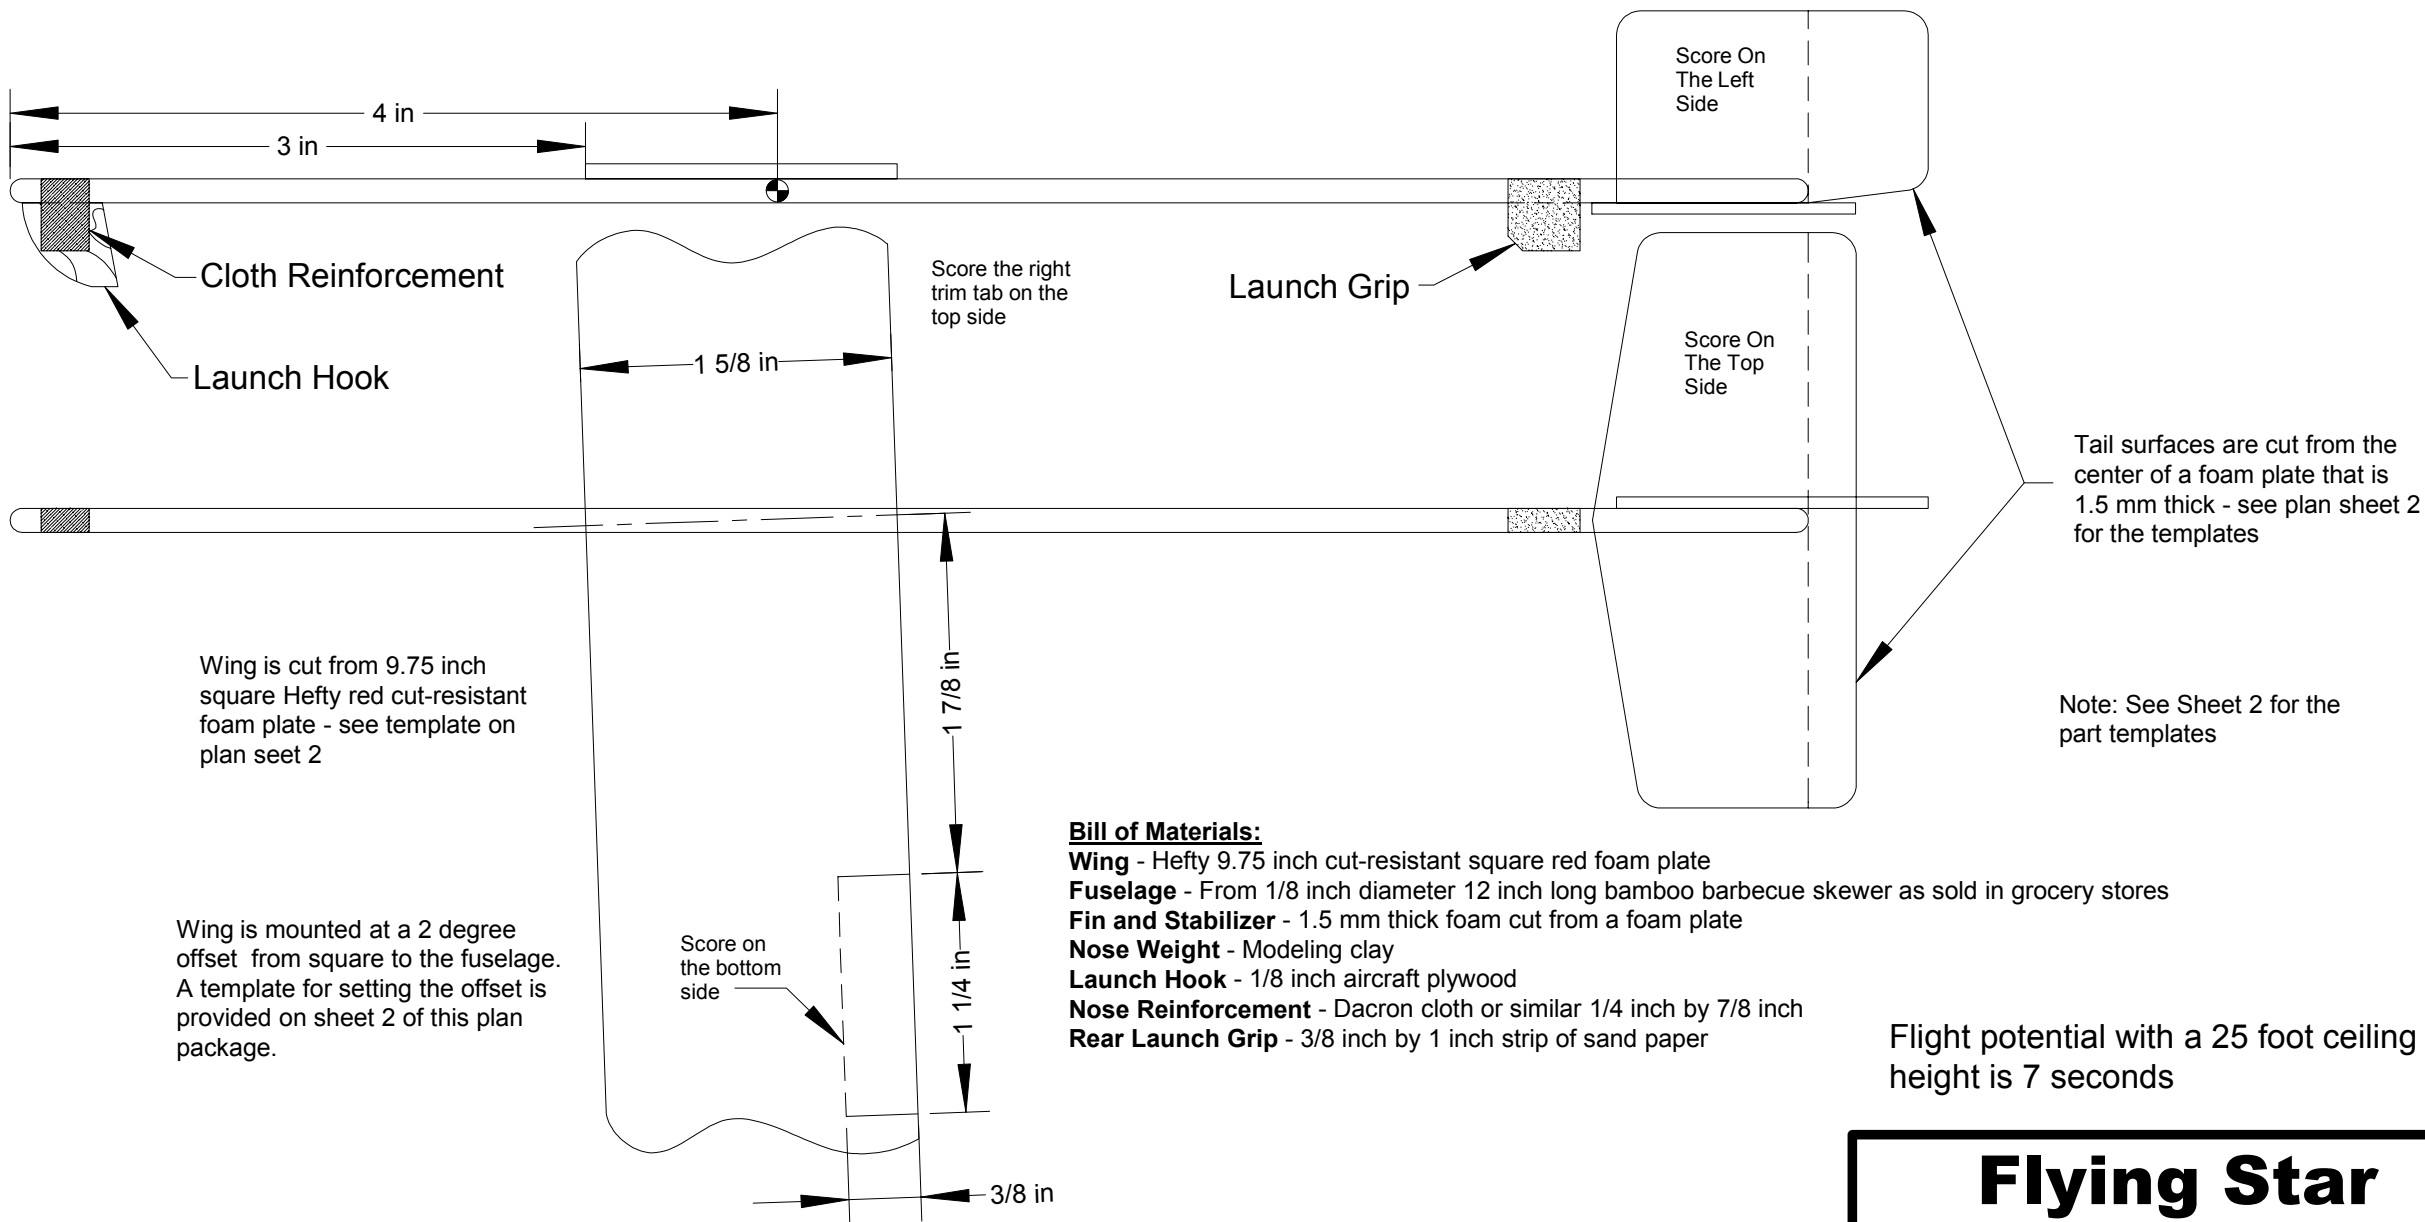 Score On
The Left
Side
4 in
3 in
Cloth Reinforcement
Launch Hook
Score the right
trim tab on the
top side
Launch Grip
1 5/8 in
Score On
The Top
Side
Tail surfaces are cut from the
center of a foam plate that is
1.5 mm thick - see plan sheet 2
for the templates
Wing is cut from 9.75 inch
square Hefty red cut-resistant
foam plate - see template on
plan seet 2
1 7/8 in
Note: See Sheet 2 for the
part templates
Bill of Materials:
Wing - Hefty 9.75 inch cut-resistant square red foam plate
Fuselage - From 1/8 inch diameter 12 inch long bamboo barbecue skewer as sold in grocery stores
Fin and Stabilizer - 1.5 mm thick foam cut from a foam plate
Nose Weight - Modeling clay
Launch Hook - 1/8 inch aircraft plywood
Nose Reinforcement - Dacron cloth or similar 1/4 inch by 7/8 inch
Rear Launch Grip - 3/8 inch by 1 inch strip of sand paper
Wing is mounted at a 2 degree
offset from square to the fuselage.
A template for setting the offset is
provided on sheet 2 of this plan
package.
Score on
the bottom
side
1 1/4 in
3/8 in
Flight potential with a 25 foot ceiling
height is 7 seconds
Flying Star